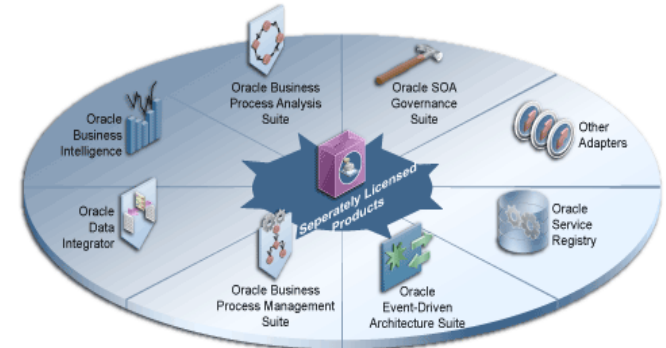 Oracle Business
Process Analysis
Suite
Oracle SOA
Governance
Suite
Oracle
Business
Intelligence
Other
Adapters
Seperately Licensed
Products
Oracle
Data
Integrator
Oracle
Service
Registry
Oracle Business
Process Management
Suite
Oracle
Event-Driven
Architecture Suite